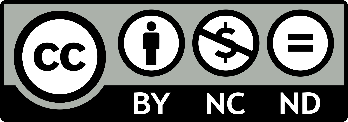 cc $ =
BY NC ND